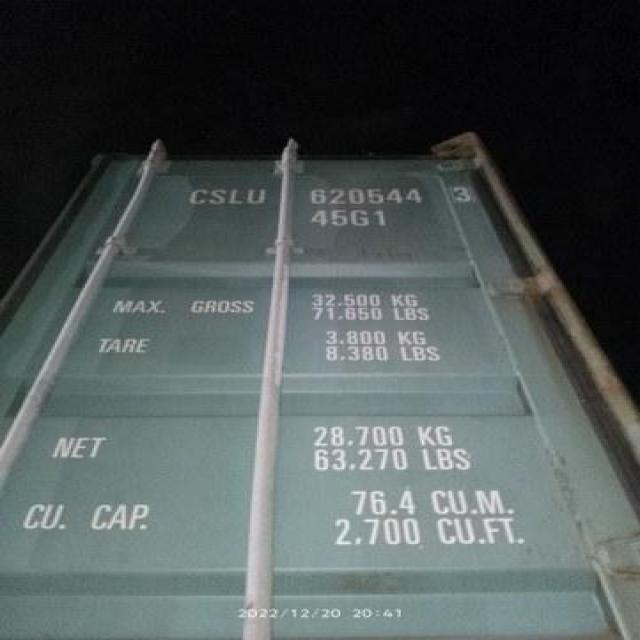 CSLU 620544 3
45G1
MAX. GROSS 32.500 KG
71.650 LBS
TARE 3.800 KG
8.380 LBS
NET 28.700 KG
63.270 LBS
CU. CAP. 76.4 CU.M.
2.700 CU.FT.
2022/12/20 20:41